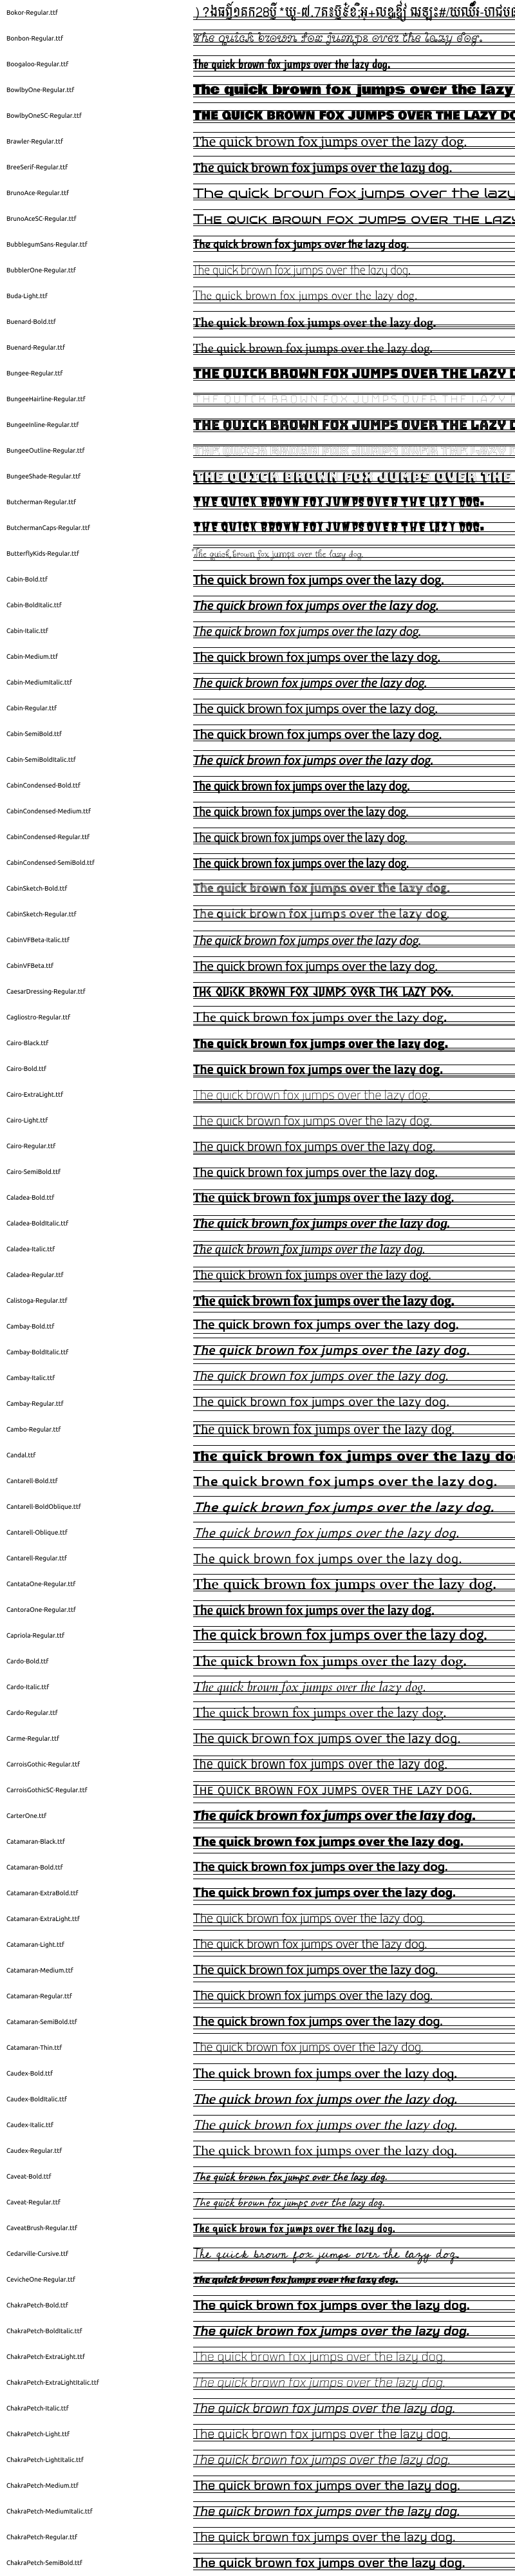 Bokor-Regular.ttf
Bonbon-Regular.ttf The quick brown fox jumps over the lazy dog.
Boogaloo-Regular.ttf The quick brown fox jumps over the lazy dog.
BowlbyOne-Regular.ttf The quick brown fox jumps over the lazy
BowlbyOneSC-Regular.ttf THE QUICK BROWN FOX JUMPS OVER THE LAZY DO
Brawler-Regular.ttf The quick brown fox jumps over the lazy dog.
BreeSerif-Regular.ttf The quick brown fox jumps over the lazy dog.
BrunoAce-Regular.ttf The quick brown fox jumps over the lazy
BrunoAceSC-Regular.ttf THE QUICK BROWN FOX JUMPS OVER THE LAZY
BubblegumSans-Regular.ttf The quick brown fox jumps over the lazy dog.
BubblerOne-Regular.ttf The quick brown fox jumps over the lazy dog.
Buda-Light.ttf The quick brown fox jumps over the lazy dog.
Buenard-Bold.ttf The quick brown fox jumps over the lazy dog.
Buenard-Regular.ttf The quick brown fox jumps over the lazy dog.
Bungee-Regular.ttf THE QUICK BROWN FOX JUMPS OVER THE LAZY D
BungeeHairline-Regular.ttf THE QUICK BROWN FOX JUMPS OVER THE LAZY D
BungeeInline-Regular.ttf THE QUICK BROWN FOX JUMPS OVER THE LAZY D
BungeeOutline-Regular.ttf THE QUICK BROWN FOX JUMPS OVER THE LAZY D
BungeeShade-Regular.ttf THE QUICK BROWN FOX JUMPS OVER THE
Butcherman-Regular.ttf THE QUICK BROWN FOX JUMPS OVER THE LAZY DOG.
ButchermanCaps-Regular.ttf THE QUICK BROWN FOX JUMPS OVER THE LAZY DOG.
ButterflyKids-Regular.ttf The quick brown fox jumps over the lazy dog.
Cabin-Bold.ttf The quick brown fox jumps over the lazy dog.
Cabin-BoldItalic.ttf The quick brown fox jumps over the lazy dog.
Cabin-Italic.ttf The quick brown fox jumps over the lazy dog.
Cabin-Medium.ttf The quick brown fox jumps over the lazy dog.
Cabin-MediumItalic.ttf The quick brown fox jumps over the lazy dog.
Cabin-Regular.ttf The quick brown fox jumps over the lazy dog.
Cabin-SemiBold.ttf The quick brown fox jumps over the lazy dog.
Cabin-SemiBoldItalic.ttf The quick brown fox jumps over the lazy dog.
CabinCondensed-Bold.ttf The quick brown fox jumps over the lazy dog.
CabinCondensed-Medium.ttf The quick brown fox jumps over the lazy dog.
CabinCondensed-Regular.ttf The quick brown fox jumps over the lazy dog.
CabinCondensed-SemiBold.ttf The quick brown fox jumps over the lazy dog.
CabinSketch-Bold.ttf The quick brown fox jumps over the lazy dog.
CabinSketch-Regular.ttf The quick brown fox jumps over the lazy dog.
CabinVFBeta-Italic.ttf The quick brown fox jumps over the lazy dog.
CabinVFBeta.ttf The quick brown fox jumps over the lazy dog.
CaesarDressing-Regular.ttf THE QUICK BROWN FOX JUMPS OVER THE LAZY DOG.
Cagliostro-Regular.ttf The quick brown fox jumps over the lazy dog.
Cairo-Black.ttf The quick brown fox jumps over the lazy dog.
Cairo-Bold.ttf The quick brown fox jumps over the lazy dog.
Cairo-ExtraLight.ttf The quick brown fox jumps over the lazy dog.
Cairo-Light.ttf The quick brown fox jumps over the lazy dog.
Cairo-Regular.ttf The quick brown fox jumps over the lazy dog.
Cairo-SemiBold.ttf The quick brown fox jumps over the lazy dog.
Caladea-Bold.ttf The quick brown fox jumps over the lazy dog.
Caladea-BoldItalic.ttf The quick brown fox jumps over the lazy dog.
Caladea-Italic.ttf The quick brown fox jumps over the lazy dog.
Caladea-Regular.ttf The quick brown fox jumps over the lazy dog.
Calistoga-Regular.ttf The quick brown fox jumps over the lazy dog.
Cambay-Bold.ttf The quick brown fox jumps over the lazy dog.
Cambay-BoldItalic.ttf The quick brown fox jumps over the lazy dog.
Cambay-Italic.ttf The quick brown fox jumps over the lazy dog.
Cambay-Regular.ttf The quick brown fox jumps over the lazy dog.
Cambo-Regular.ttf The quick brown fox jumps over the lazy dog.
Candal.ttf The quick brown fox jumps over the lazy do
Cantarell-Bold.ttf The quick brown fox jumps over the lazy dog.
Cantarell-BoldOblique.ttf The quick brown fox jumps over the lazy dog.
Cantarell-Oblique.ttf The quick brown fox jumps over the lazy dog.
Cantarell-Regular.ttf The quick brown fox jumps over the lazy dog.
CantataOne-Regular.ttf The quick brown fox jumps over the lazy dog.
CantoraOne-Regular.ttf The quick brown fox jumps over the lazy dog.
Capriola-Regular.ttf The quick brown fox jumps over the lazy dog.
Cardo-Bold.ttf The quick brown fox jumps over the lazy dog.
Cardo-Italic.ttf The quick brown fox jumps over the lazy dog.
Cardo-Regular.ttf The quick brown fox jumps over the lazy dog.
Carme-Regular.ttf The quick brown fox jumps over the lazy dog.
CarroisGothic-Regular.ttf The quick brown fox jumps over the lazy dog.
CarroisGothicSC-Regular.ttf THE QUICK BROWN FOX JUMPS OVER THE LAZY DOG.
CarterOne.ttf The quick brown fox jumps over the lazy dog.
Catamaran-Black.ttf The quick brown fox jumps over the lazy dog.
Catamaran-Bold.ttf The quick brown fox jumps over the lazy dog.
Catamaran-ExtraBold.ttf The quick brown fox jumps over the lazy dog.
Catamaran-ExtraLight.ttf The quick brown fox jumps over the lazy dog.
Catamaran-Light.ttf The quick brown fox jumps over the lazy dog.
Catamaran-Medium.ttf The quick brown fox jumps over the lazy dog.
Catamaran-Regular.ttf The quick brown fox jumps over the lazy dog.
Catamaran-SemiBold.ttf The quick brown fox jumps over the lazy dog.
Catamaran-Thin.ttf The quick brown fox jumps over the lazy dog.
Caudex-Bold.ttf The quick brown fox jumps over the lazy dog.
Caudex-BoldItalic.ttf The quick brown fox jumps over the lazy dog.
Caudex-Italic.ttf The quick brown fox jumps over the lazy dog.
Caudex-Regular.ttf The quick brown fox jumps over the lazy dog.
Caveat-Bold.ttf The quick brown fox jumps over the lazy dog.
Caveat-Regular.ttf The quick brown fox jumps over the lazy dog.
CaveatBrush-Regular.ttf The quick brown fox jumps over the lazy dog.
Cedarville-Cursive.ttf The quick brown fox jumps over the lazy dog.
CevicheOne-Regular.ttf The quick brown fox jumps over the lazy dog.
ChakraPetch-Bold.ttf The quick brown fox jumps over the lazy dog.
ChakraPetch-BoldItalic.ttf The quick brown fox jumps over the lazy dog.
ChakraPetch-ExtraLight.ttf The quick brown fox jumps over the lazy dog.
ChakraPetch-ExtraLightItalic.ttf The quick brown fox jumps over the lazy dog.
ChakraPetch-Italic.ttf The quick brown fox jumps over the lazy dog.
ChakraPetch-Light.ttf The quick brown fox jumps over the lazy dog.
ChakraPetch-LightItalic.ttf The quick brown fox jumps over the lazy dog.
ChakraPetch-Medium.ttf The quick brown fox jumps over the lazy dog.
ChakraPetch-MediumItalic.ttf The quick brown fox jumps over the lazy dog.
ChakraPetch-Regular.ttf The quick brown fox jumps over the lazy dog.
ChakraPetch-SemiBold.ttf The quick brown fox jumps over the lazy dog.